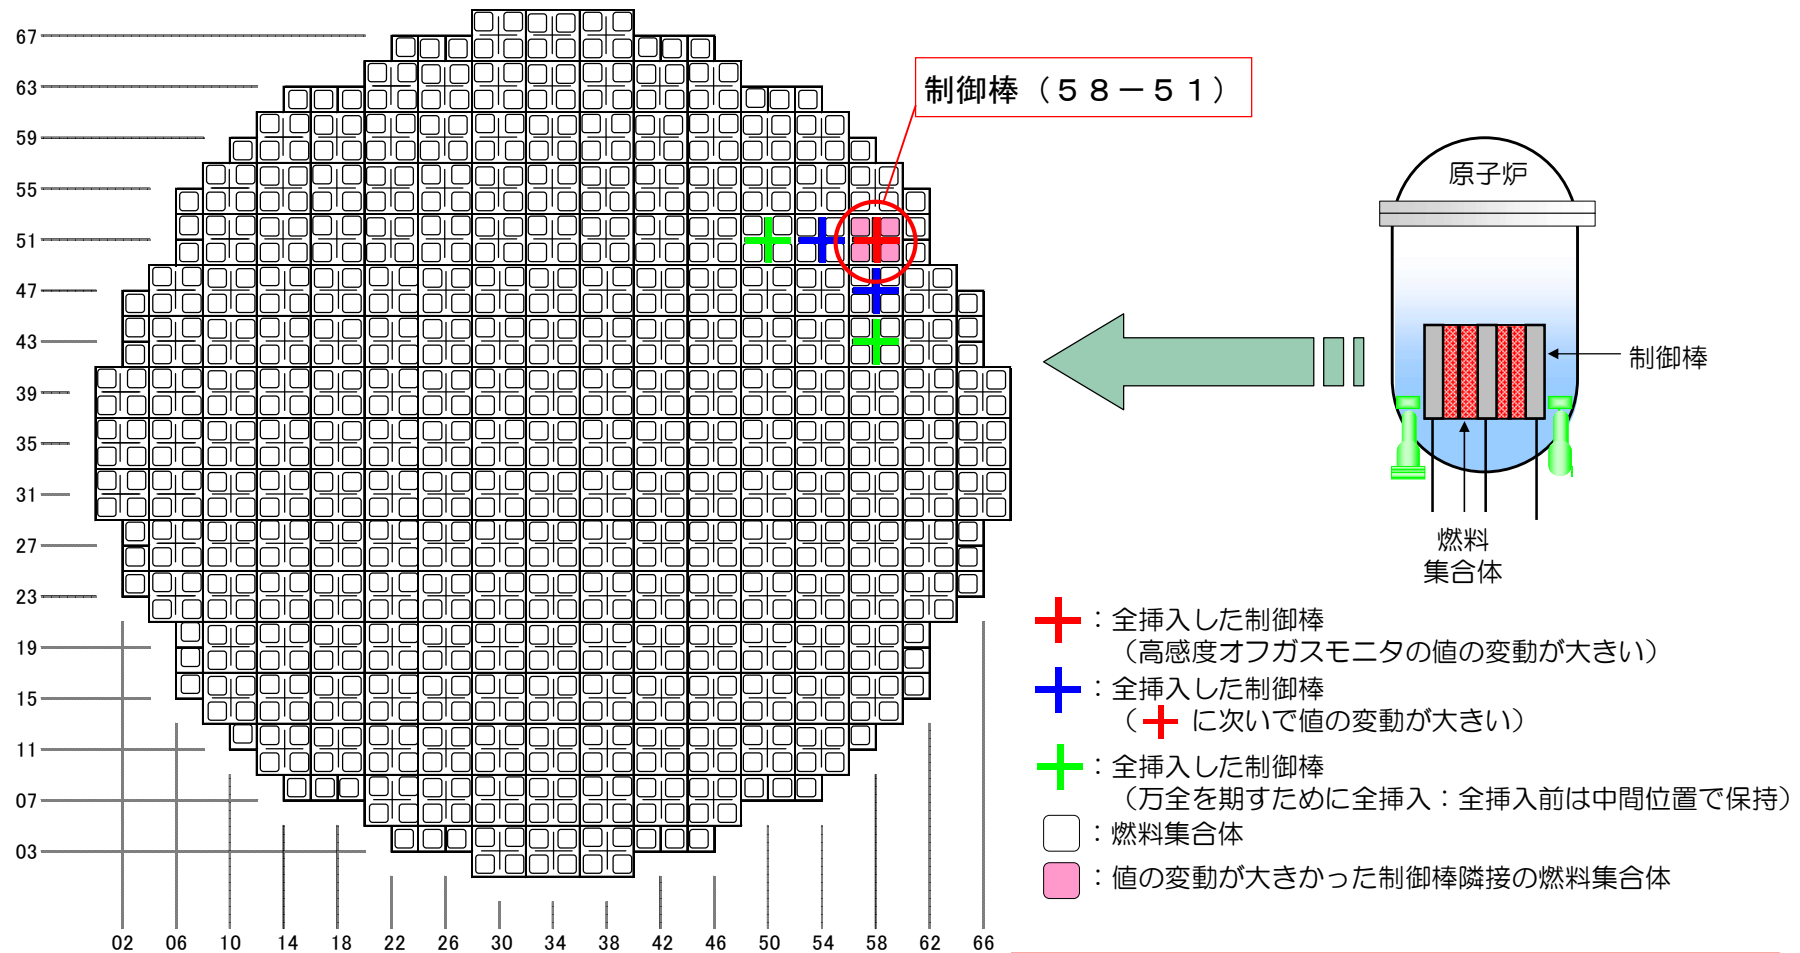 67
63
59
55
51
47
43
39
35
31
27
23
19
15
11
07
03
02 06 10 14 18 22 26 30 34 38 42 46 50 54 58 62 66
制御棒（５８－５１）
原子炉
制御棒
燃料
集合体
：全挿入した制御棒
（高感度オフガスモニタの値の変動が大きい）
：全挿入した制御棒
（ に次いで値の変動が大きい）
：全挿入した制御棒
（万全を期すために全挿入：全挿入前は中間位置で保持）
：燃料集合体
：値の変動が大きかった制御棒隣接の燃料集合体